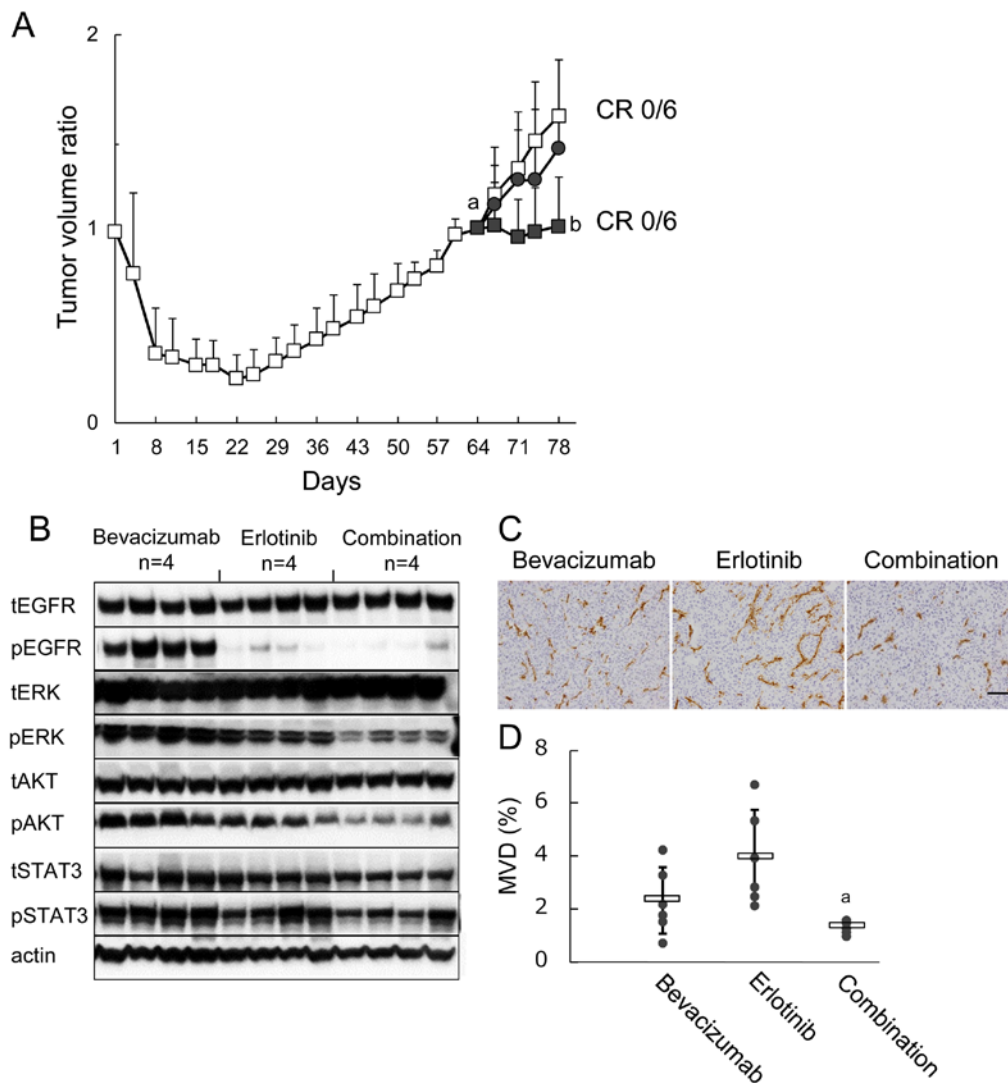 A
2
1
0
Tumor volume ratio
1 8 15 22 29 36 43 50 57 64 71 78
Days
a
b
CR 0/6
CR 0/6
B
Bevacizumab Erlotinib Combination
n=4 n=4 n=4
tEGFR
pEGFR
tERK
pERK
tAKT
pAKT
tSTAT3
pSTAT3
actin
C
Bevacizumab Erlotinib Combination
D
8
6
4
2
0
MVD (%)
a
Bevacizumab
Erlotinib
Combination